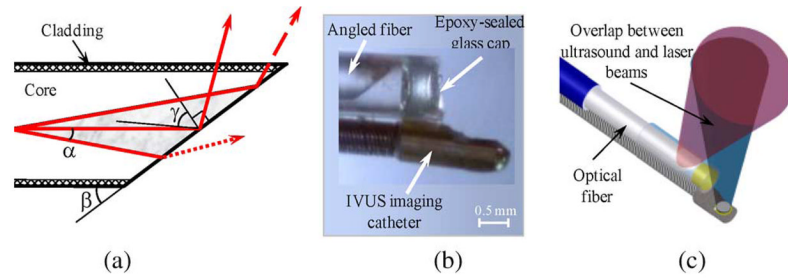 Cladding
Core
α
β
γ
(a)
Angled fiber
Epoxy-sealed
glass cap
IVUS imaging
catheter
0.5 mm
(b)
Overlap between
ultrasound and laser
beams
Optical
fiber
(c)